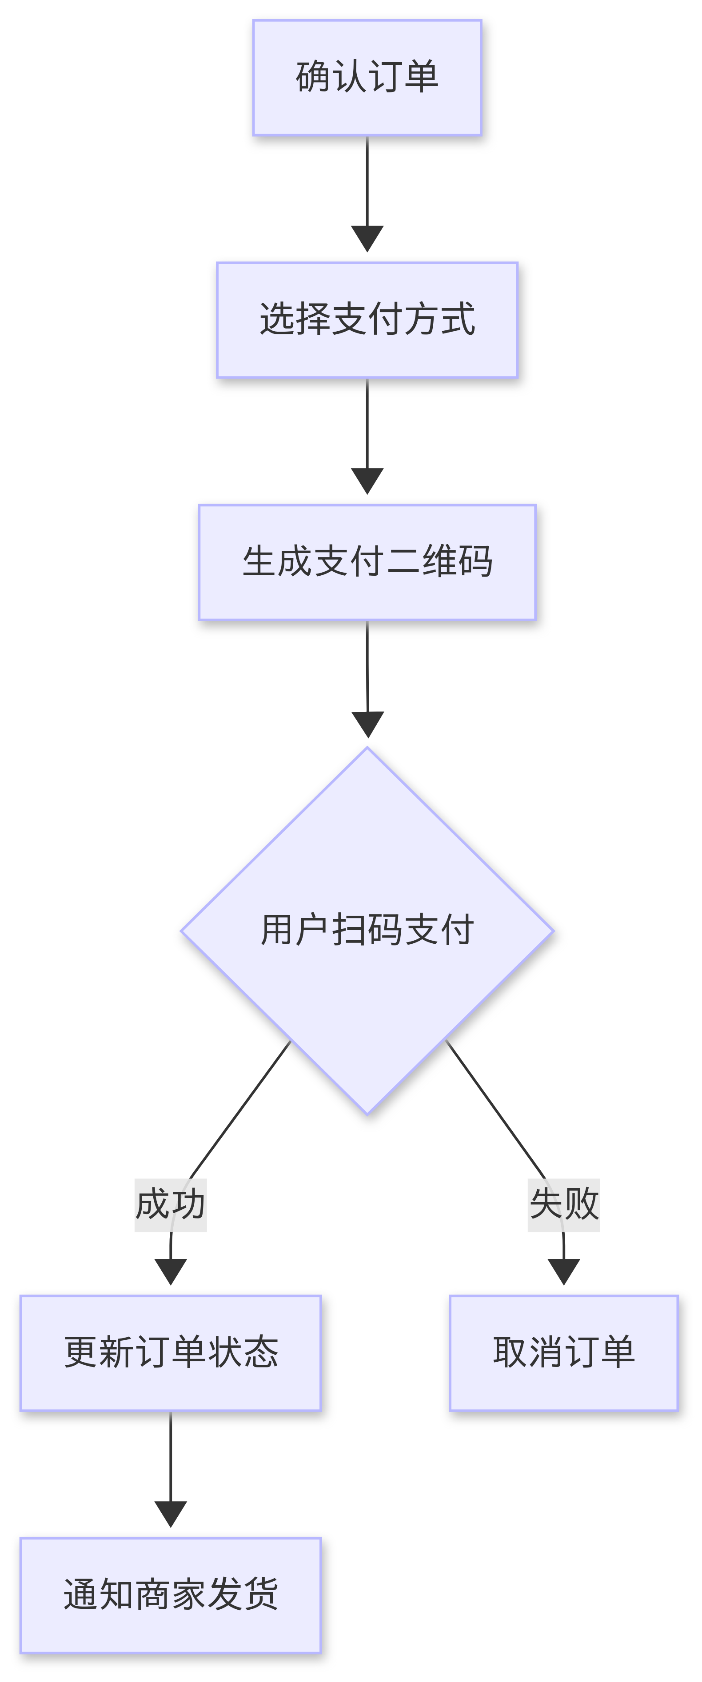 确认订单
选择支付方式
生成支付二维码
用户扫码支付
成功
失败
更新订单状态
取消订单
通知商家发货